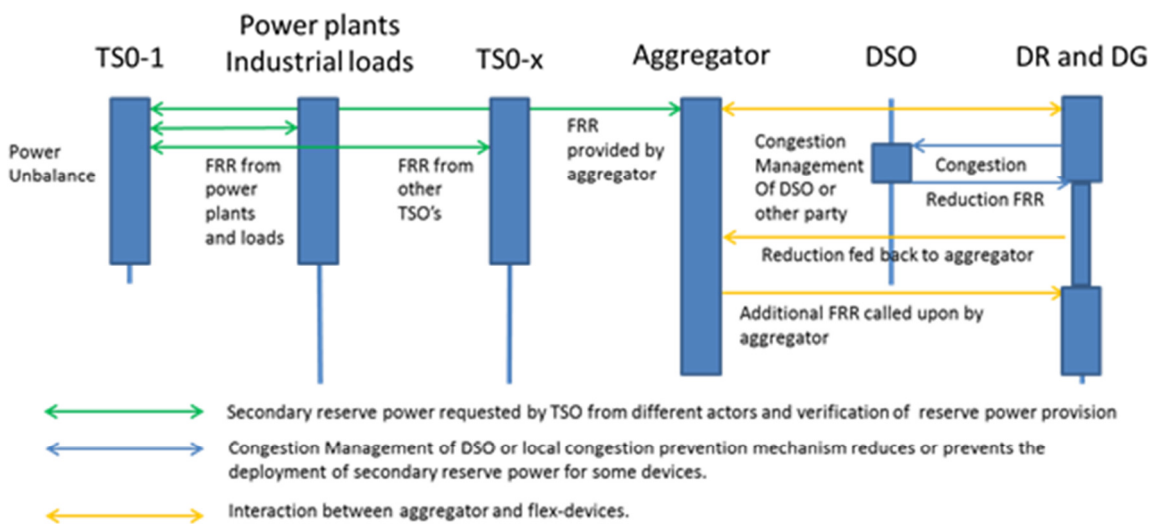 Power plants
Industrial loads
TS0-1
TS0-x
Aggregator
DSO
DR and DG
Power
Unbalance
FRR from
power
plants
and loads
FRR from
other
TSO's
FRR
provided by
aggregator
Congestion
Management
Of DSO or
other party
Congestion
Reduction FRR
Reduction fed back to aggregator
Additional FRR called upon by
aggregator
Secondary reserve power requested by TSO from different actors and verification of reserve power provision
Congestion Management of DSO or local congestion prevention mechanism reduces or prevents the
deployment of secondary reserve power for some devices.
Interaction between aggregator and flex-devices.